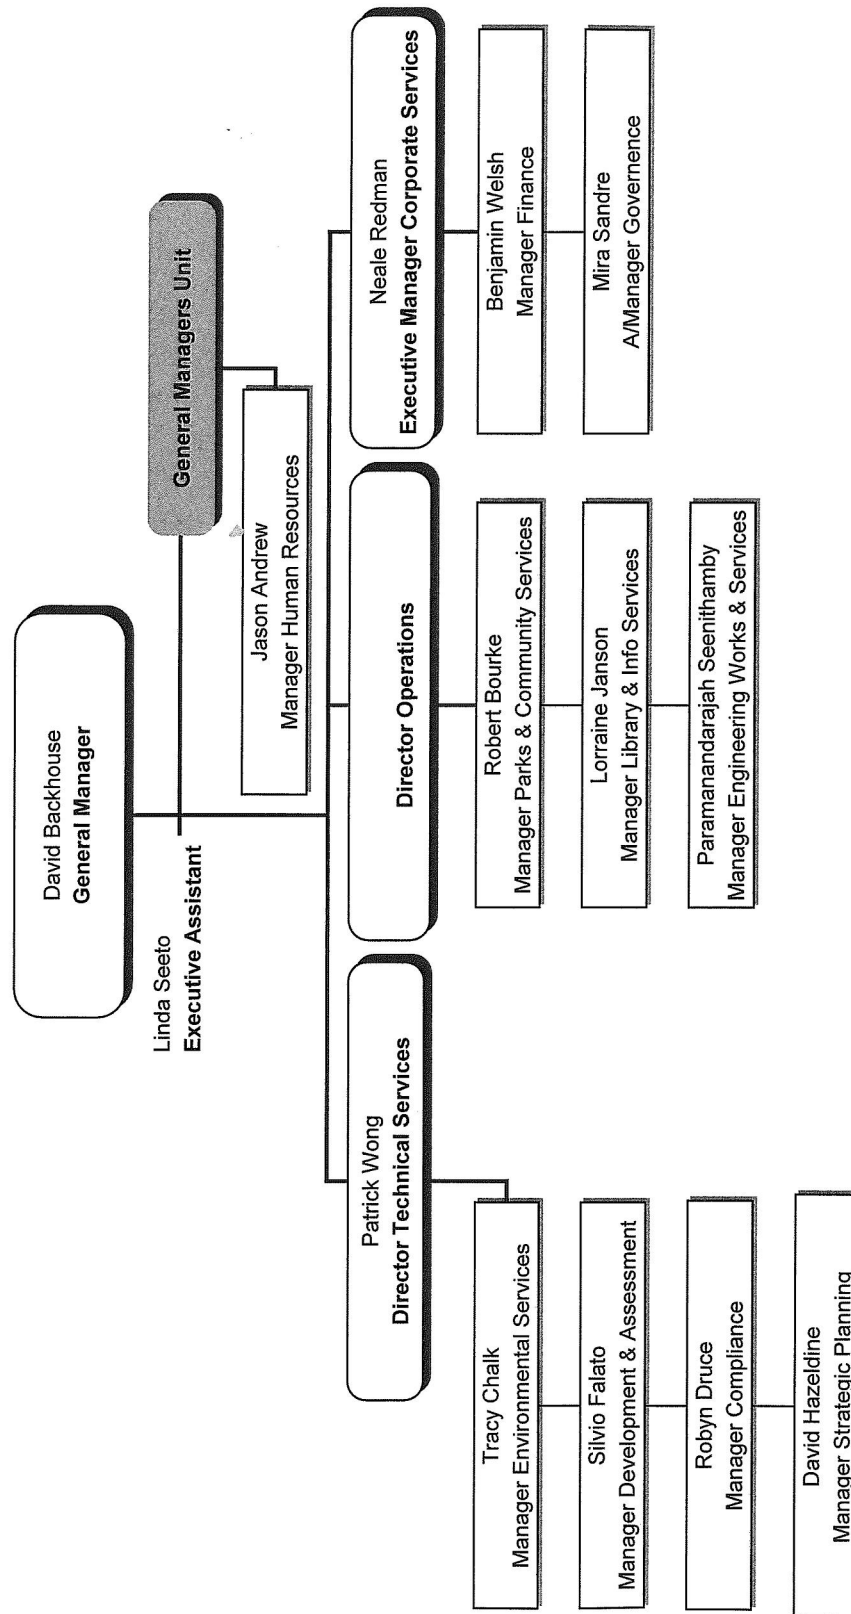 David Backhouse
General Manager
Linda Seeto
Executive Assistant
General Managers Unit
Jason Andrew
Manager Human Resources
Patrick Wong
Director Technical Services
Tracy Chalk
Manager Environmental Services
Silvio Falato
Manager Development & Assessment
Robyn Druce
Manager Compliance
David Hazeldine
Manager Strategic Planning
Director Operations
Robert Bourke
Manager Parks & Community Services
Lorraine Janson
Manager Library & Info Services
Paramanandarajah Seenithamby
Manager Engineering Works & Services
Neale Redman
Executive Manager Corporate Services
Benjamin Welsh
Manager Finance
Mira Sandre
A/Manager Governence